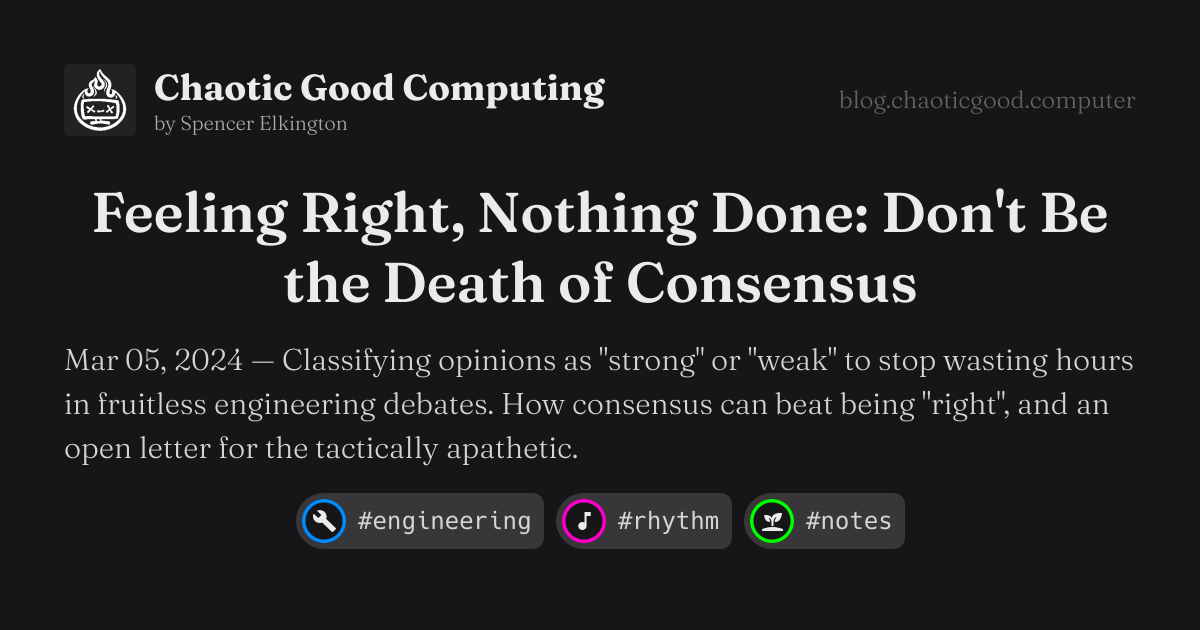 Chaotic Good Computing
by Spencer Elkington
blog.chaoticgood.computer
Feeling Right, Nothing Done: Don't Be
the Death of Consensus
Mar 05, 2024 — Classifying opinions as "strong" or "weak" to stop wasting hours
in fruitless engineering debates. How consensus can beat being "right", and an
open letter for the tactically apathetic.
#engineering
#rhythm
#notes